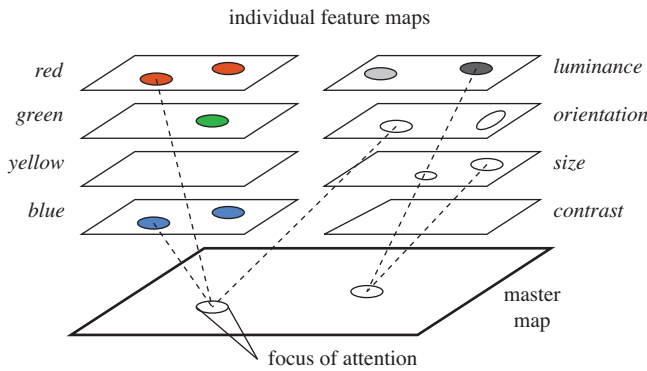 individual feature maps
red
luminance
green
orientation
yellow
size
blue
contrast
master
map
focus of attention